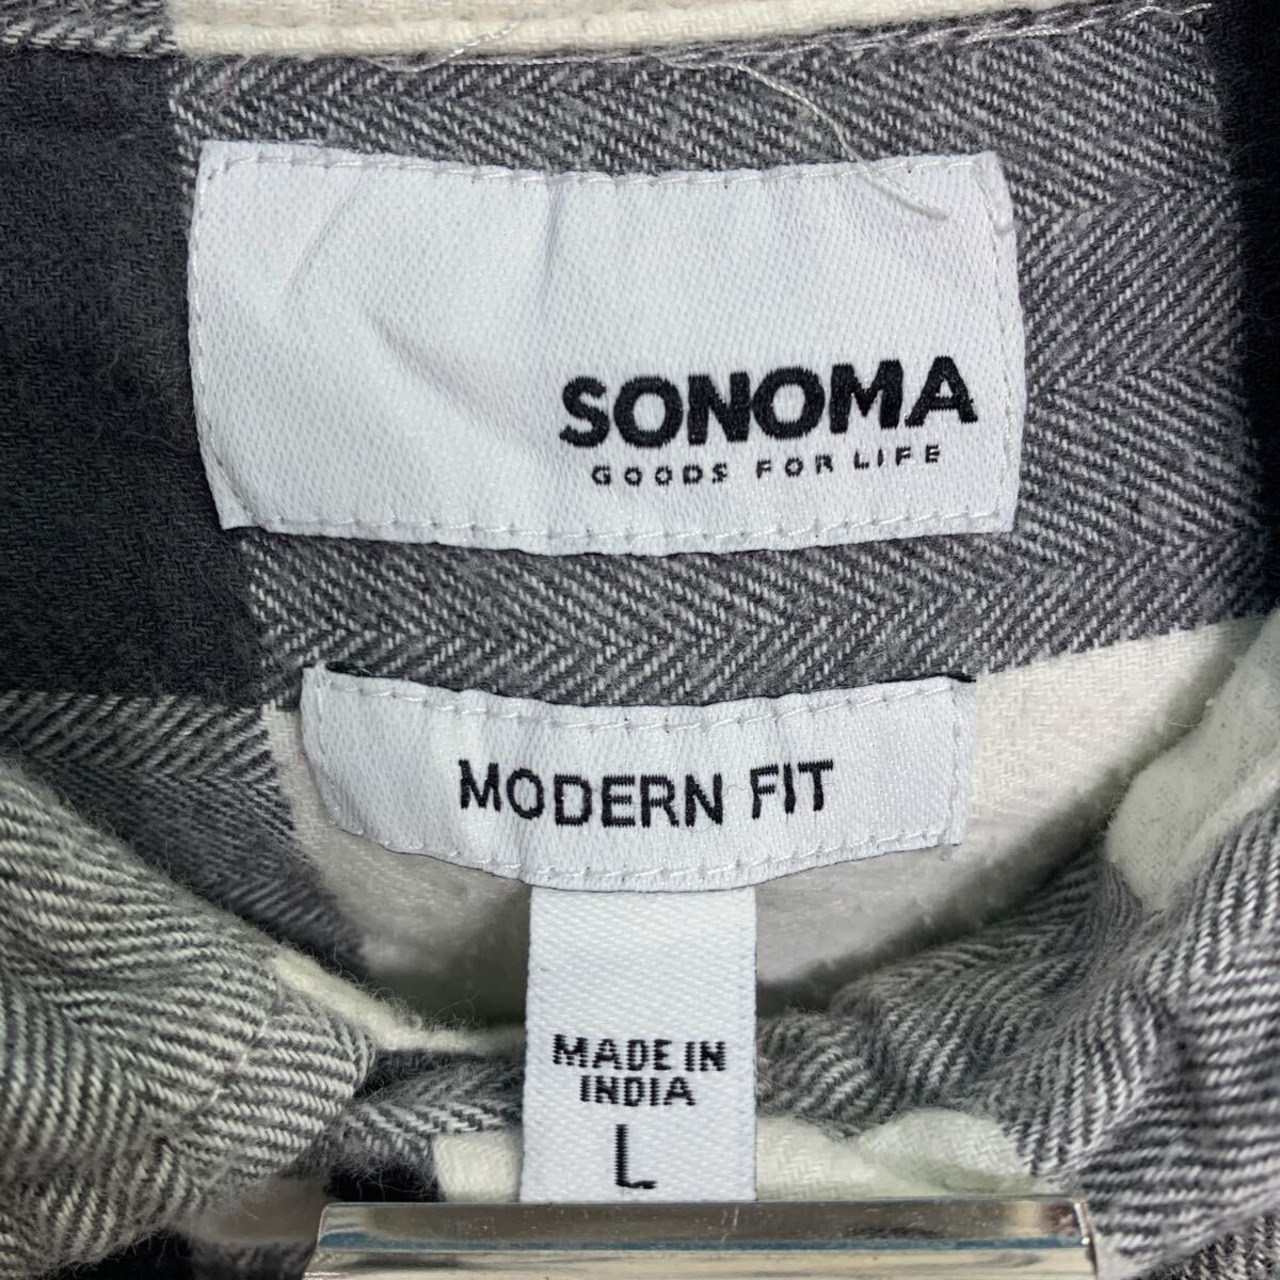 SONOMA
GOODS FOR LIFE
MODERN FIT
MADE IN
INDIA
L